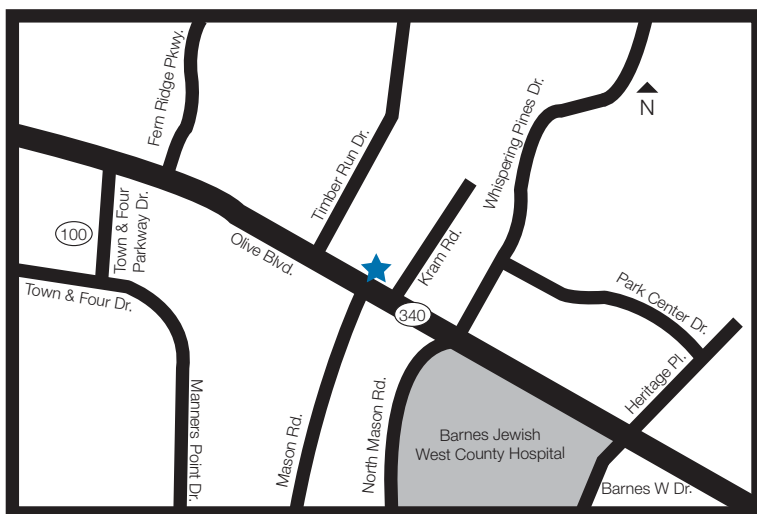 Fern Ridge Pkwy.
Timber Run Dr.
Whispering Pines Dr.
N
100
Town & Four
Parkway Dr.
Olive Blvd.
Kram Rd.
Town & Four Dr.
340
Park Center Dr.
Heritage Pl.
Manners Point Dr.
Mason Rd.
North Mason Rd.
Barnes Jewish
West County Hospital
Barnes W Dr.